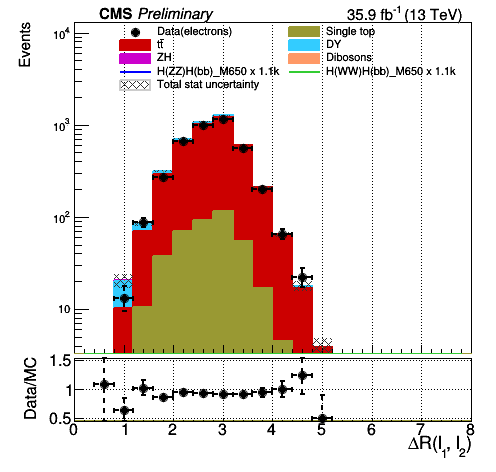 CMS Preliminary 35.9 fb⁻¹ (13 TeV)
Events
Data(electrons) Single top
tt̄ DY
ZH Dibosons
H(ZZ)H(bb)_M650 x 1.1k H(WW)H(bb)_M650 x 1.1k
Total stat uncertainty
10⁴
10³
10²
10
Data/MC
1.5
1
0.5
0 1 2 3 4 5 6 7 8
ΔR(l₁, l₂)